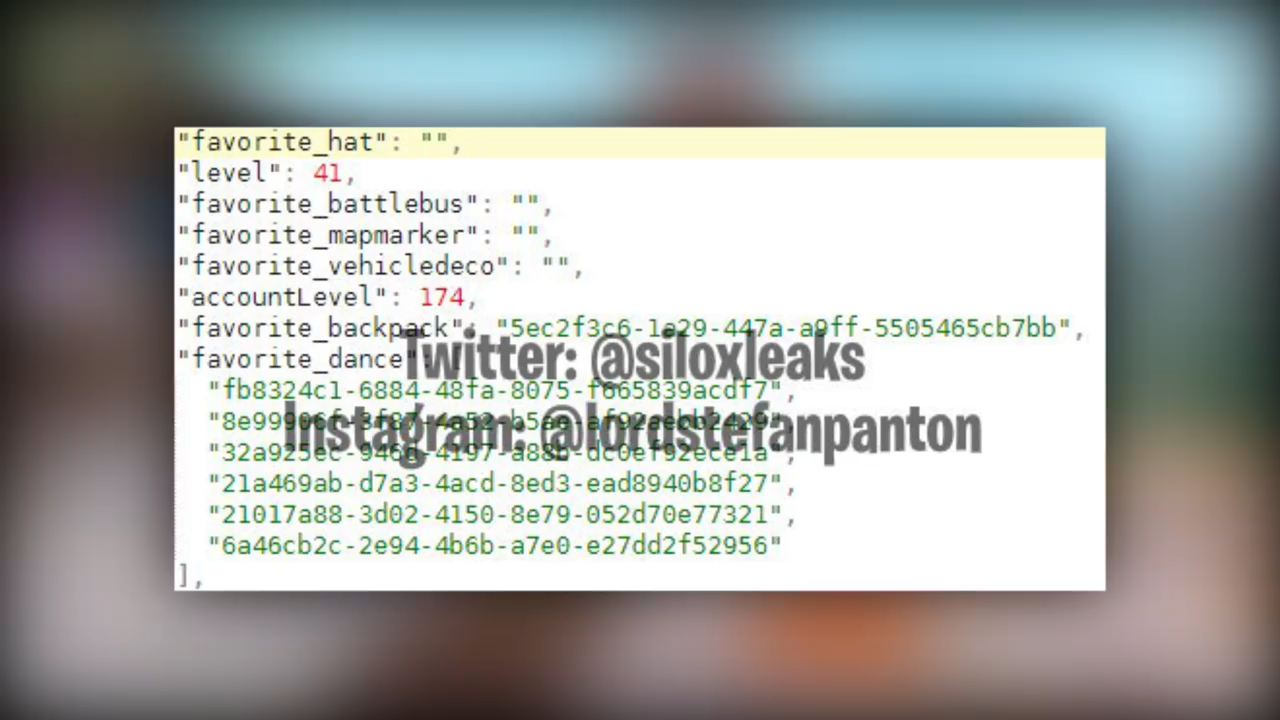 "favorite_hat": "",
"level": 41,
"favorite_battlebus": "",
"favorite_mapmarker": "",
"favorite_vehicledeco": "",
"accountLevel": 174,
"favorite_backpack": "5ec2f3c6-1a29-447a-a9ff-5505465cb7bb",
"favorite_dance": [
Twitter: @siloxleaks
"fb8324c1-6884-48fa-8075-f665839acdf7",
Instagram: @lordstefanpanton
"21a469ab-d7a3-4acd-8ed3-ead8940b8f27",
"21017a88-3d02-4150-8e79-052d70e77321",
"6a46cb2c-2e94-4b6b-a7e0-e27dd2f52956"
],